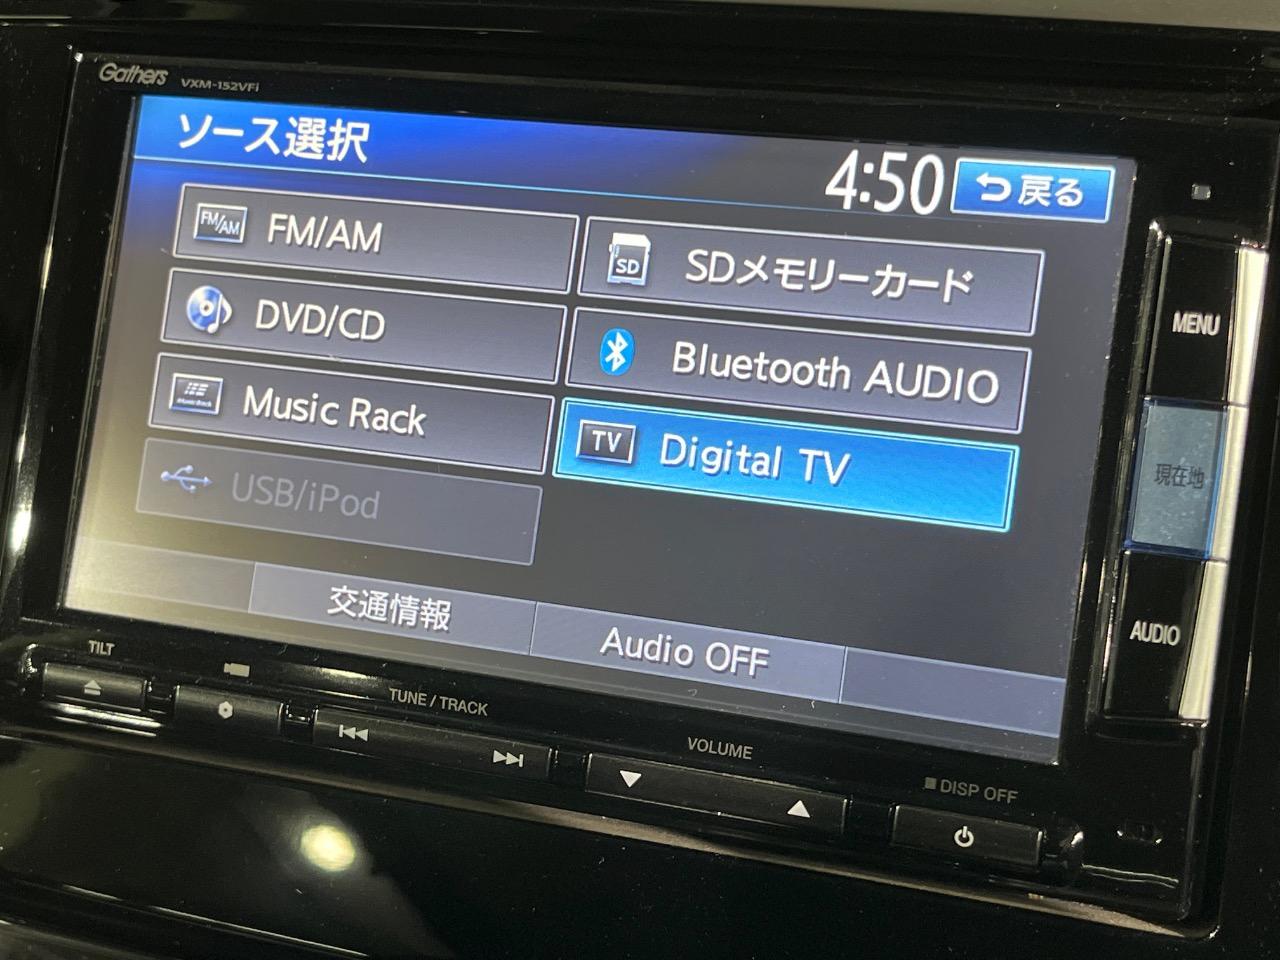 Gathers VXM-152VFi
ソース選択
4:50
戻る
FM/AM FM/AM
SD SDメモリーカード
DVD/CD
Bluetooth AUDIO
Music Rack
TV Digital TV
USB/iPod
交通情報
Audio OFF
MENU
現在地
AUDIO
TILT
TUNE / TRACK
VOLUME
DISP OFF